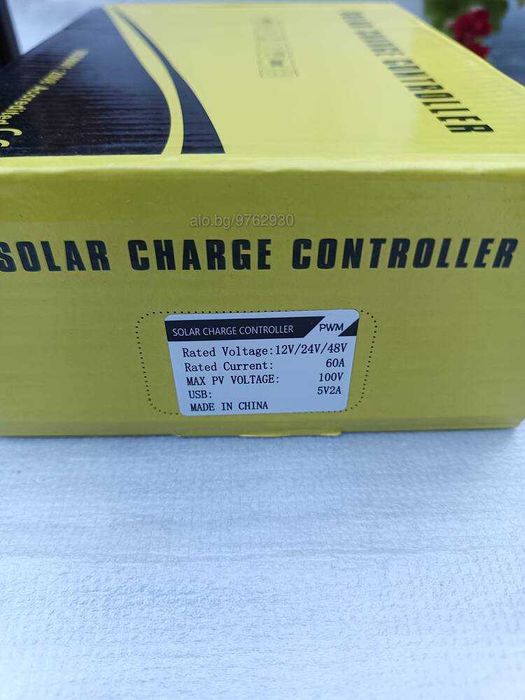 SOLAR CHARGE CONTROLLER
alo.bg/9762930
SOLAR CHARGE CONTROLLER
SOLAR CHARGE CONTROLLER PWM
Rated Voltage:12V/24V/48V
Rated Current: 60A
MAX PV VOLTAGE: 100V
USB: 5V2A
MADE IN CHINA